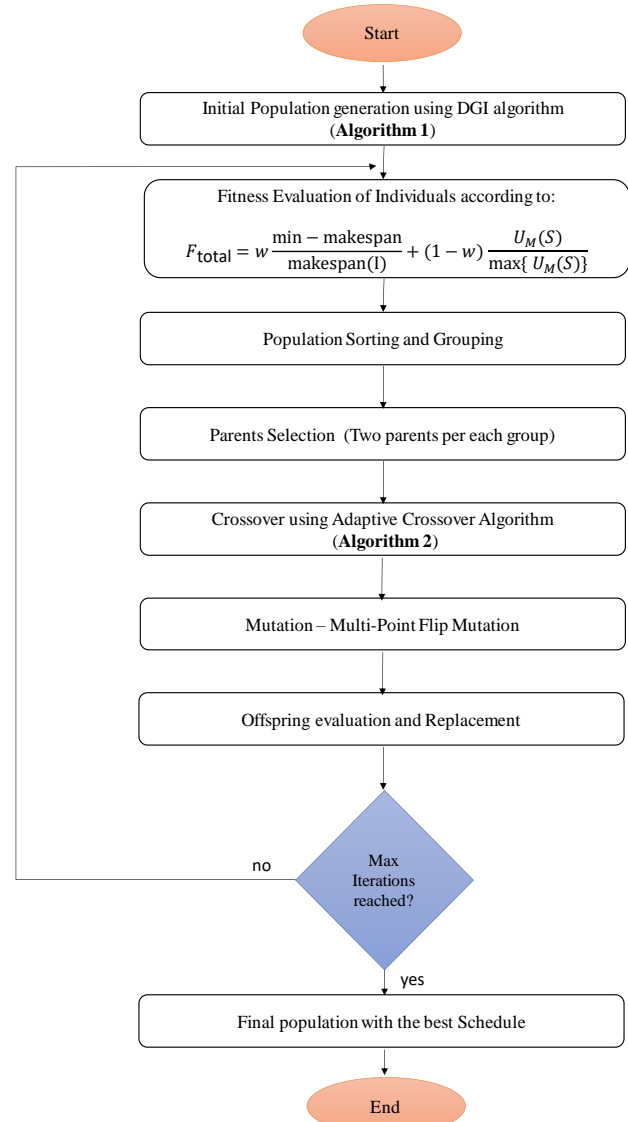 Start
Initial Population generation using DGI algorithm
(Algorithm 1)
Fitness Evaluation of Individuals according to:
F_total = w (min − makespan)/(makespan(I)) + (1 − w) (U_M(S))/(max{ U_M(S)})
Population Sorting and Grouping
Parents Selection (Two parents per each group)
Crossover using Adaptive Crossover Algorithm
(Algorithm 2)
Mutation – Multi-Point Flip Mutation
Offspring evaluation and Replacement
no
Max
Iterations
reached?
yes
Final population with the best Schedule
End